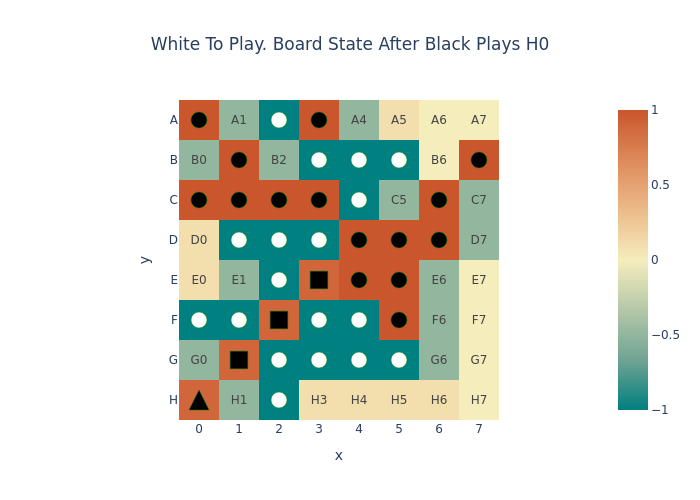 White To Play. Board State After Black Plays H0
A A1 A4 A5 A6 A7
B B0 B2 B6
C C5 C7
D D0 D7
E E0 E1 E6 E7
F F6 F7
G G0 G6 G7
H H1 H3 H4 H5 H6 H7
0 1 2 3 4 5 6 7
x
y
1
0.5
0
−0.5
−1